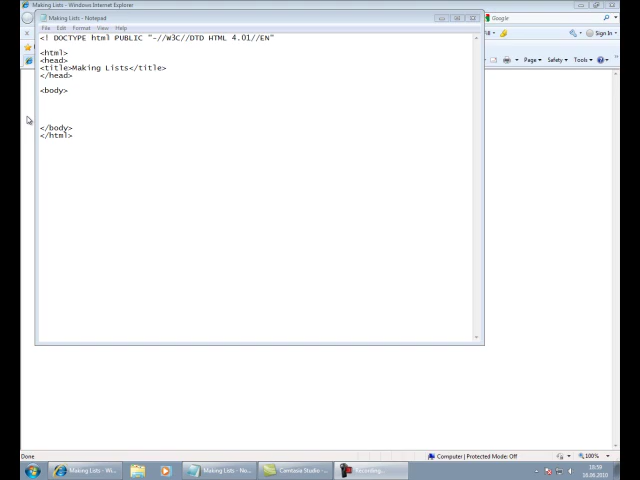 Making Lists - Windows Internet Explorer
Making Lists - Notepad
Google
File Edit Format View Help
Sign In
<! DOCTYPE html PUBLIC "-//W3C//DTD HTML 4.01//EN"
<html>
<head>
<title>Making Lists</title>
</head>
Page Safety Tools
<body>
</body>
</html>
Done
Computer | Protected Mode: Off
100%
Making Lists - Wi...
Making Lists - No...
Camtasia Studio - ...
Recording...
18:59
18.06.2010